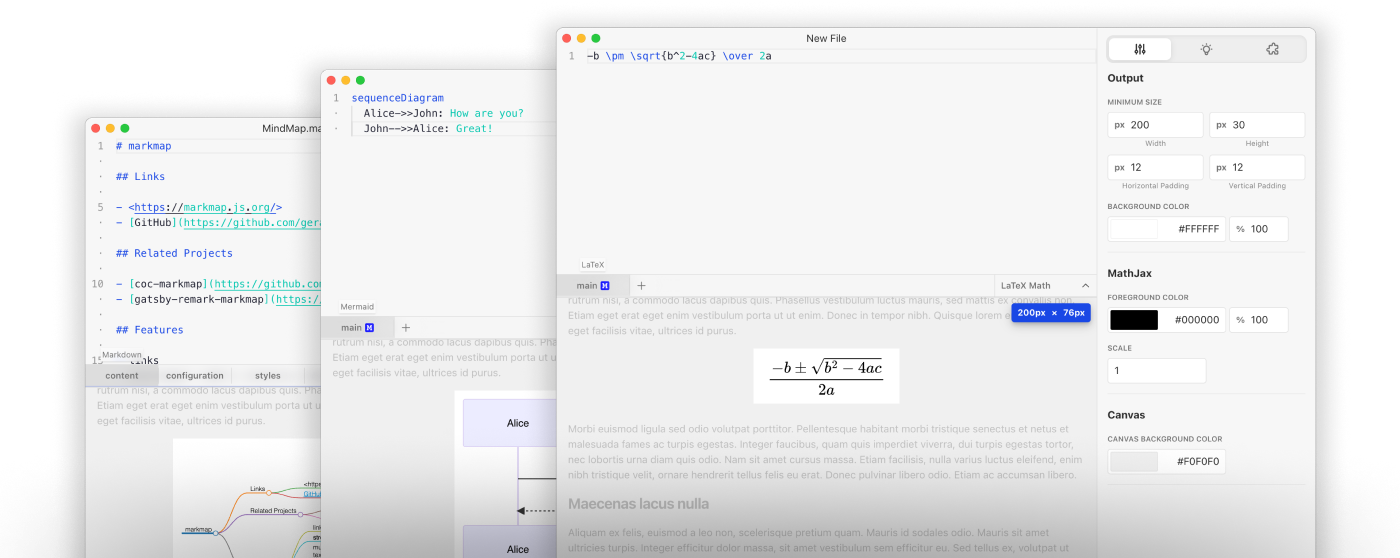 MindMap.ma
1 # markmap
## Links
5 - <https://markmap.js.org/>
- [GitHub](https://github.com/ger
## Related Projects
10 - [coc-markmap](https://github.co
- [gatsby-remark-markmap](https:/
## Features
15 links
Markdown
content configuration styles
rutrum nisi, a commodo lacus dapibus quis. Pha
Etiam eget erat eget enim vestibulum porta ut u
eget facilisis vitae, ultrices id purus.
Links
<http
GitHub
Related Projects
markmap
link
1 sequenceDiagram
Alice->>John: How are you?
John-->>Alice: Great!
Mermaid
main M +
rutrum nisi, a commodo lacus dapibus quis. Pha
Etiam eget erat eget enim vestibulum porta ut u
eget facilisis vitae, ultrices id purus.
Alice
Alice
New File
1 -b \pm \sqrt{b^2-4ac} \over 2a
LaTeX
main M +
LaTeX Math
rutrum nisi, a commodo lacus dapibus quis. Phasellus vestibulum luctus mauris, sed mattis ex convallis non.
Etiam eget erat eget enim vestibulum porta ut ut enim. Donec in tempor nibh. Quisque lorem e
eget facilisis vitae, ultrices id purus.
200px × 76px
−b ± √b² − 4ac
2a
Morbi euismod ligula sed odio volutpat porttitor. Pellentesque habitant morbi tristique senectus et netus et
malesuada fames ac turpis egestas. Integer faucibus, quam quis imperdiet viverra, dui turpis egestas tortor,
nec lobortis urna diam quis odio. Nam sit amet cursus massa. Etiam facilisis, nulla varius luctus eleifend, enim
nibh tristique velit, ornare hendrerit tellus felis eu erat. Donec pulvinar libero odio. Etiam ac accumsan libero.
Maecenas lacus nulla
Aliquam ex felis, euismod a leo non, scelerisque pretium quam. Mauris id sodales odio. Mauris sit amet
ultricies turpis. Integer efficitur dolor massa, sit amet vestibulum sem efficitur eu. Sed tellus ex, volutpat ut
Output
MINIMUM SIZE
px 200 px 30
Width Height
px 12 px 12
Horizontal Padding Vertical Padding
BACKGROUND COLOR
#FFFFFF % 100
MathJax
FOREGROUND COLOR
#000000 % 100
SCALE
1
Canvas
CANVAS BACKGROUND COLOR
#F0F0F0